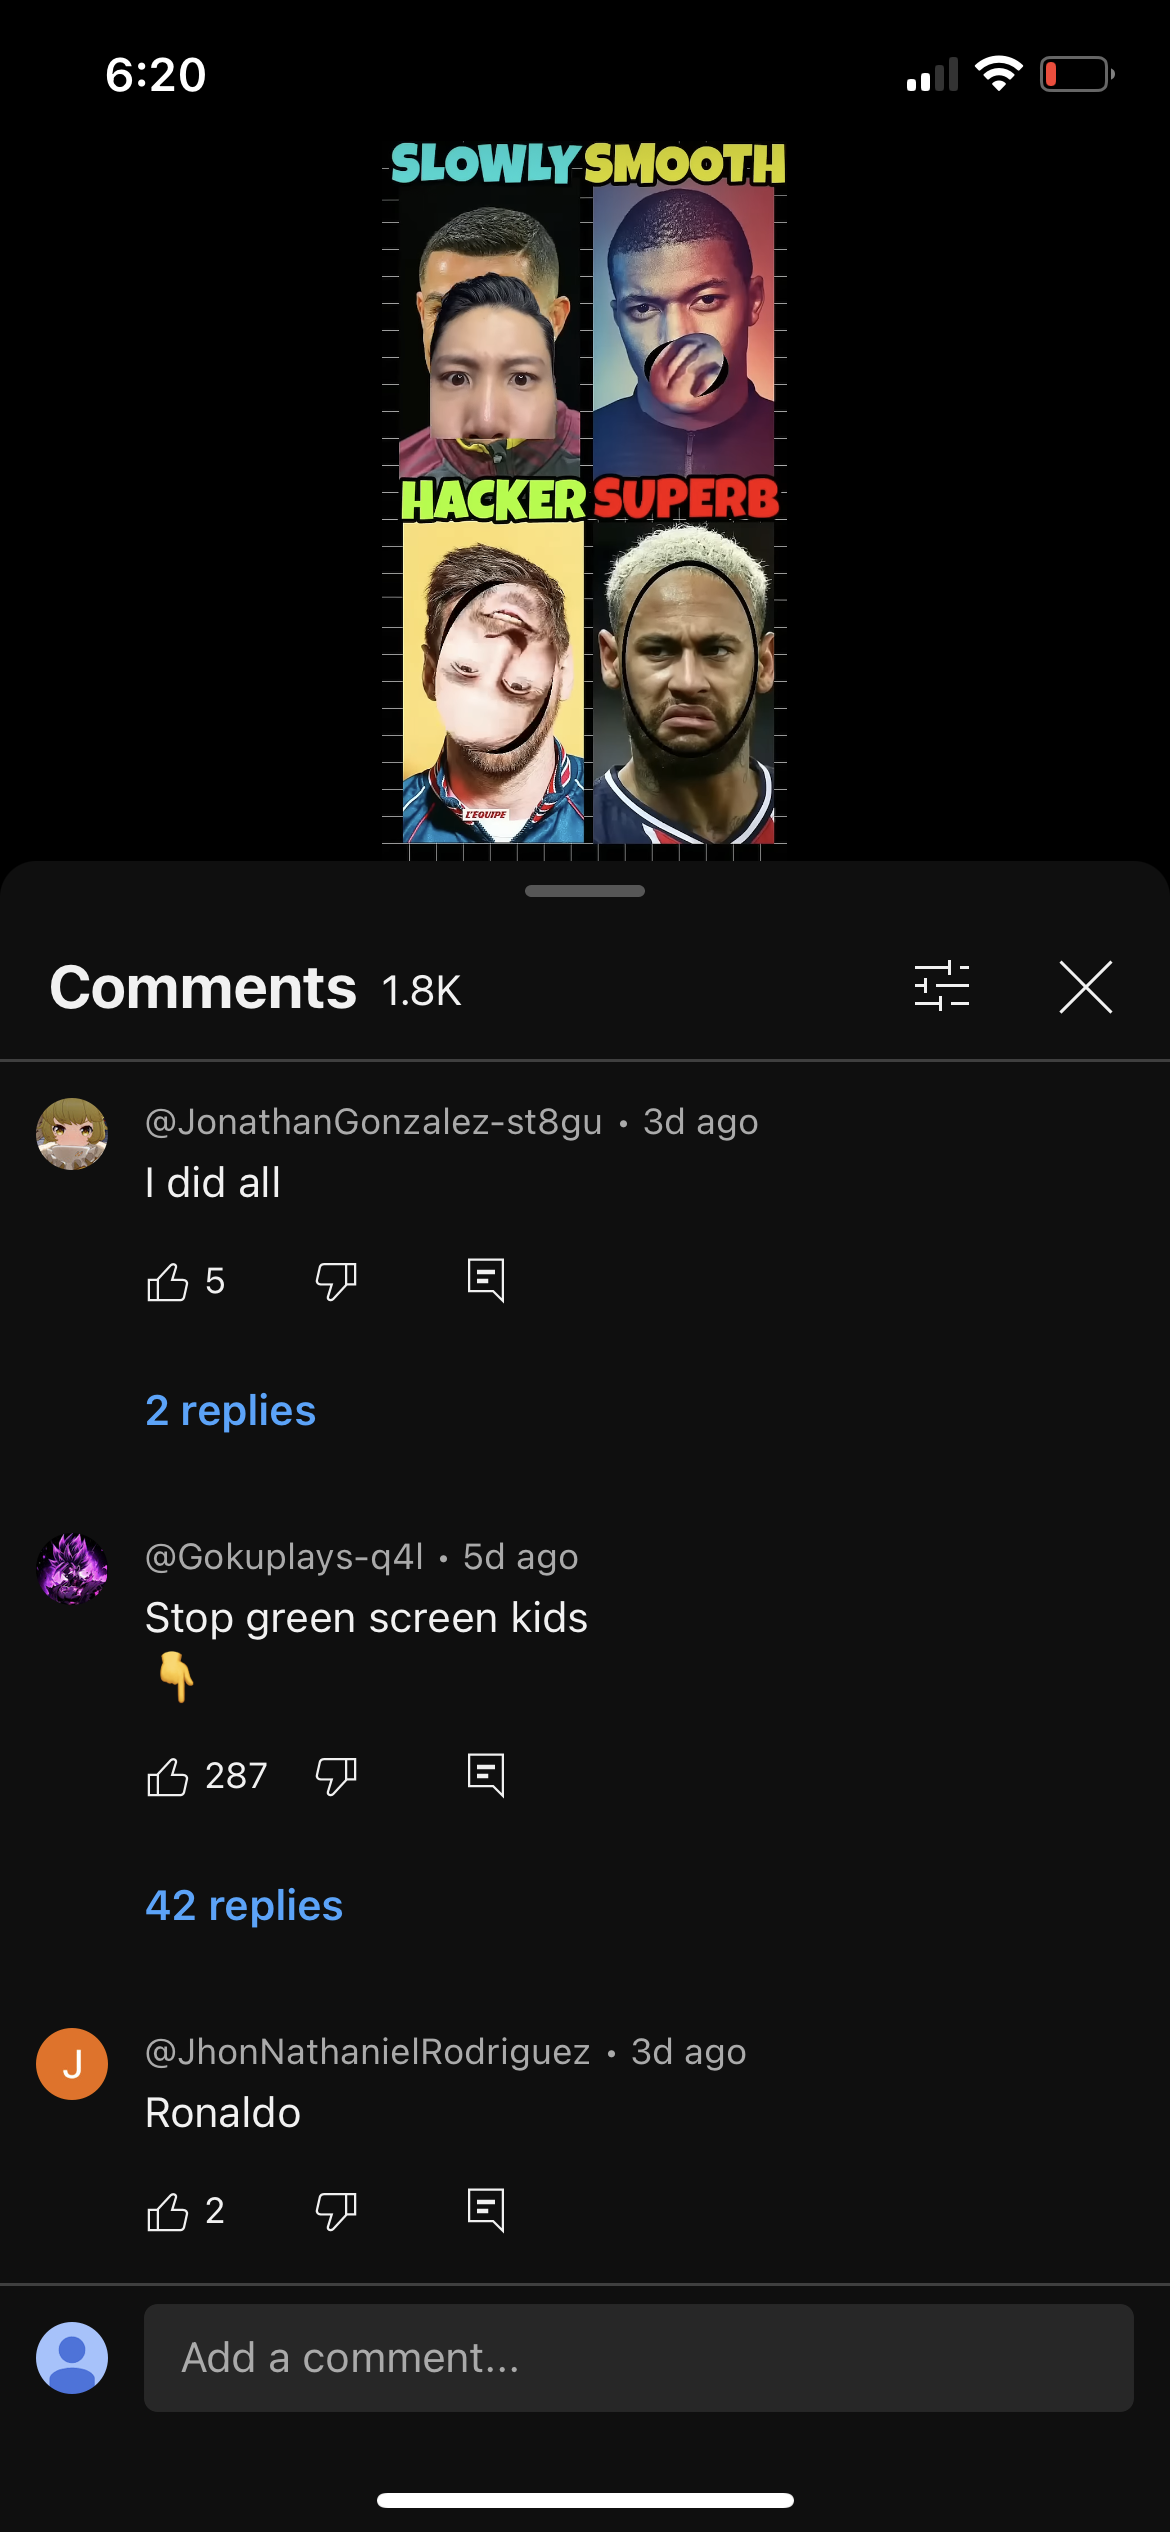 6:20
SLOWLY SMOOTH
HACKER SUPERB
L'EQUIPE
Comments 1.8K
@JonathanGonzalez-st8gu • 3d ago
I did all
5
2 replies
@Gokuplays-q4l • 5d ago
Stop green screen kids
👇
287
42 replies
J
@JhonNathanielRodriguez • 3d ago
Ronaldo
2
Add a comment...